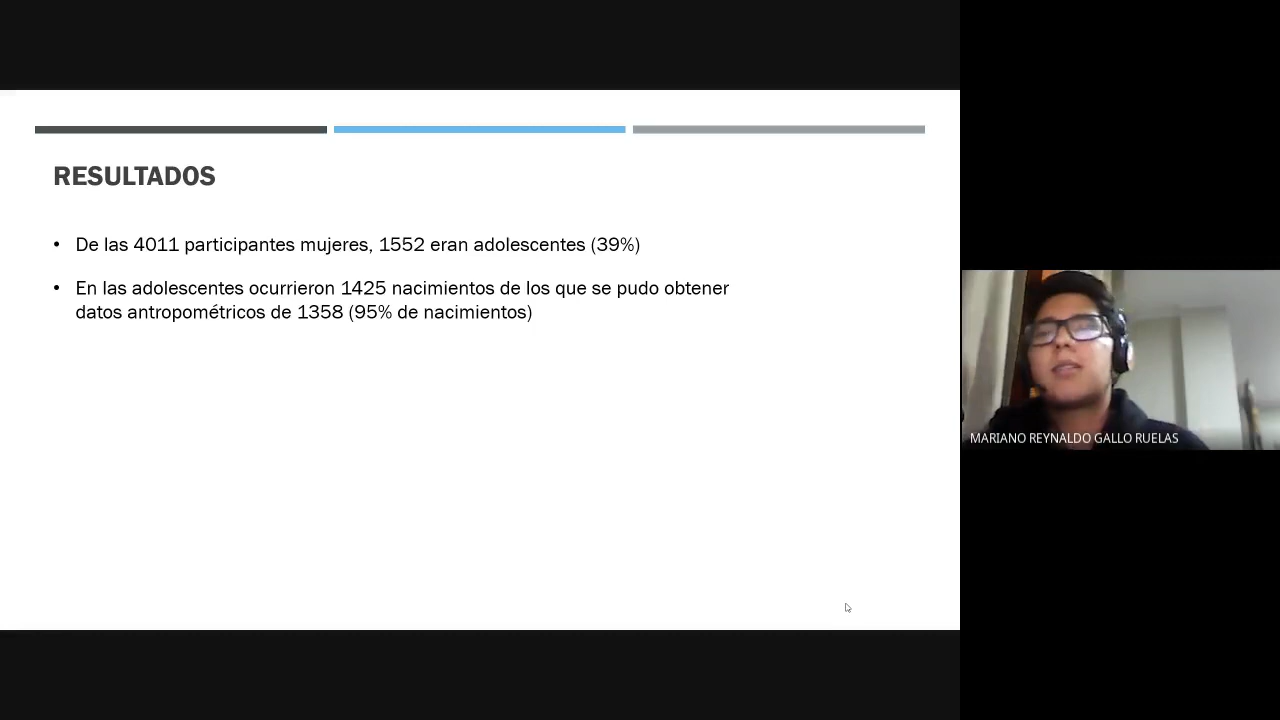 RESULTADOS
• De las 4011 participantes mujeres, 1552 eran adolescentes (39%)
• En las adolescentes ocurrieron 1425 nacimientos de los que se pudo obtener
datos antropométricos de 1358 (95% de nacimientos)
MARIANO REYNALDO GALLO RUELAS